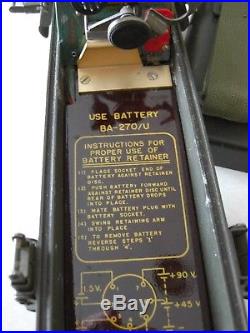 USE BATTERY
BA-270/U
INSTRUCTIONS FOR
PROPER USE OF
BATTERY RETAINER
(1) PLACE SOCKET END OF
BATTERY AGAINST RETAINER
DISC.
(2) PUSH BATTERY FORWARD
AGAINST RETAINER DISC UNTIL
REAR OF BATTERY DROPS
INTO PLACE.
(3) MATE BATTERY PLUG WITH
BATTERY SOCKET.
(4) SWING RETAINING ARM
INTO PLACE.
(5) TO REMOVE BATTERY
REVERSE STEPS '1'
THROUGH '4'.
+90 V.
1.5 V.
+45 V